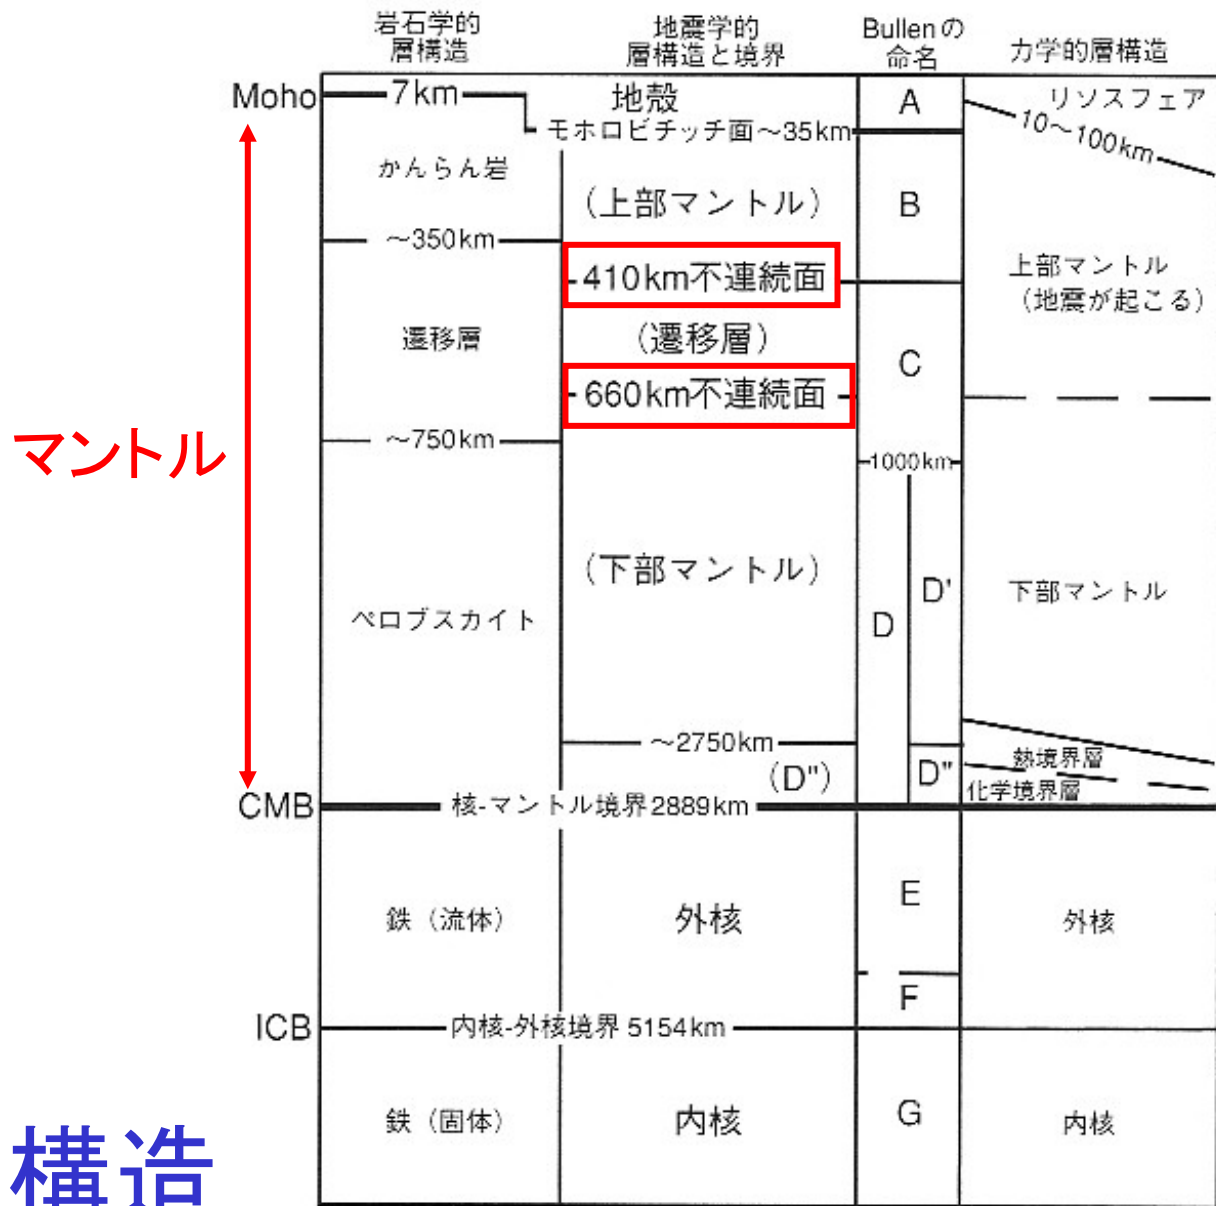 岩石学的
層構造
地震学的
層構造と境界
Bullenの
命名
力学的層構造
Moho
7km
地殻
A
リソスフェア
モホロビチッチ面～35km
10～100km
かんらん岩
(上部マントル)
B
～350km
410km不連続面
上部マントル
(地震が起こる)
遷移層
(遷移層)
C
660km不連続面
マントル
～750km
1000km
(下部マントル)
D
D'
下部マントル
ペロブスカイト
～2750km
(D")
D"
熱境界層
化学境界層
CMB
核-マントル境界2889km
鉄（流体）
外核
E
外核
F
ICB
内核-外核境界 5154km
鉄（固体）
内核
G
内核
構造